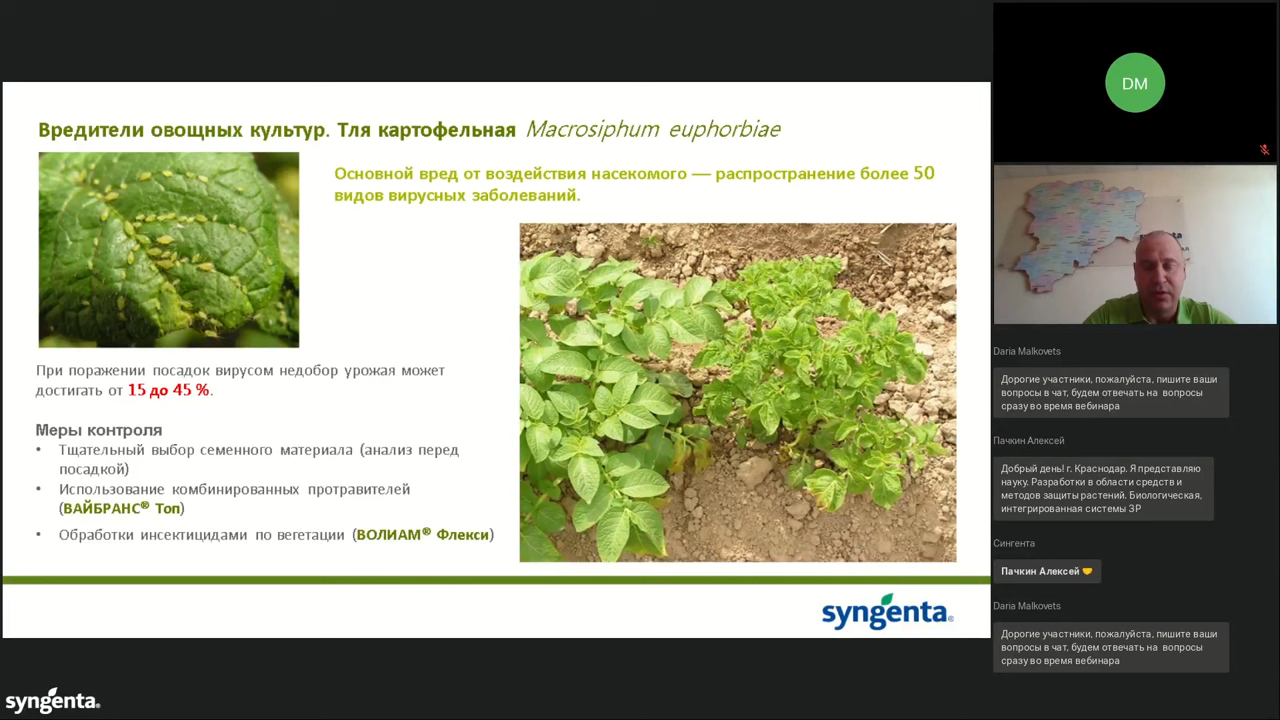 Вредители овощных культур. Тля картофельная Macrosiphum euphorbiae
Основной вред от воздействия насекомого — распространение более 50
видов вирусных заболеваний.
При поражении посадок вирусом недобор урожая может
достигать от 15 до 45 %.
Меры контроля
• Тщательный выбор семенного материала (анализ перед
посадкой)
• Использование комбинированных протравителей
(ВАЙБРАНС® Топ)
• Обработки инсектицидами по вегетации (ВОЛИАМ® Флекси)
syngenta®
syngenta®
DM
Daria Malkovets
Дорогие участники, пожалуйста, пишите ваши
вопросы в чат, будем отвечать на вопросы
сразу во время вебинара
Пачкин Алексей
Добрый день! г. Краснодар. Я представляю
науку. Разработки в области средств и
методов защиты растений. Биологическая,
интегрированная системы ЗР
Сингента
Пачкин Алексей 🤝
Daria Malkovets
Дорогие участники, пожалуйста, пишите ваши
вопросы в чат, будем отвечать на вопросы
сразу во время вебинара